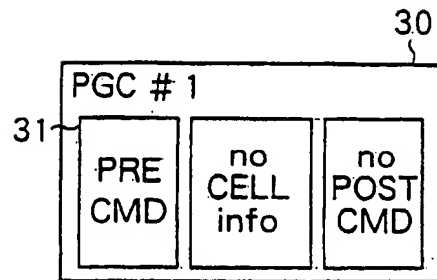 30
PGC # 1
31
PRE
CMD
no
CELL
info
no
POST
CMD